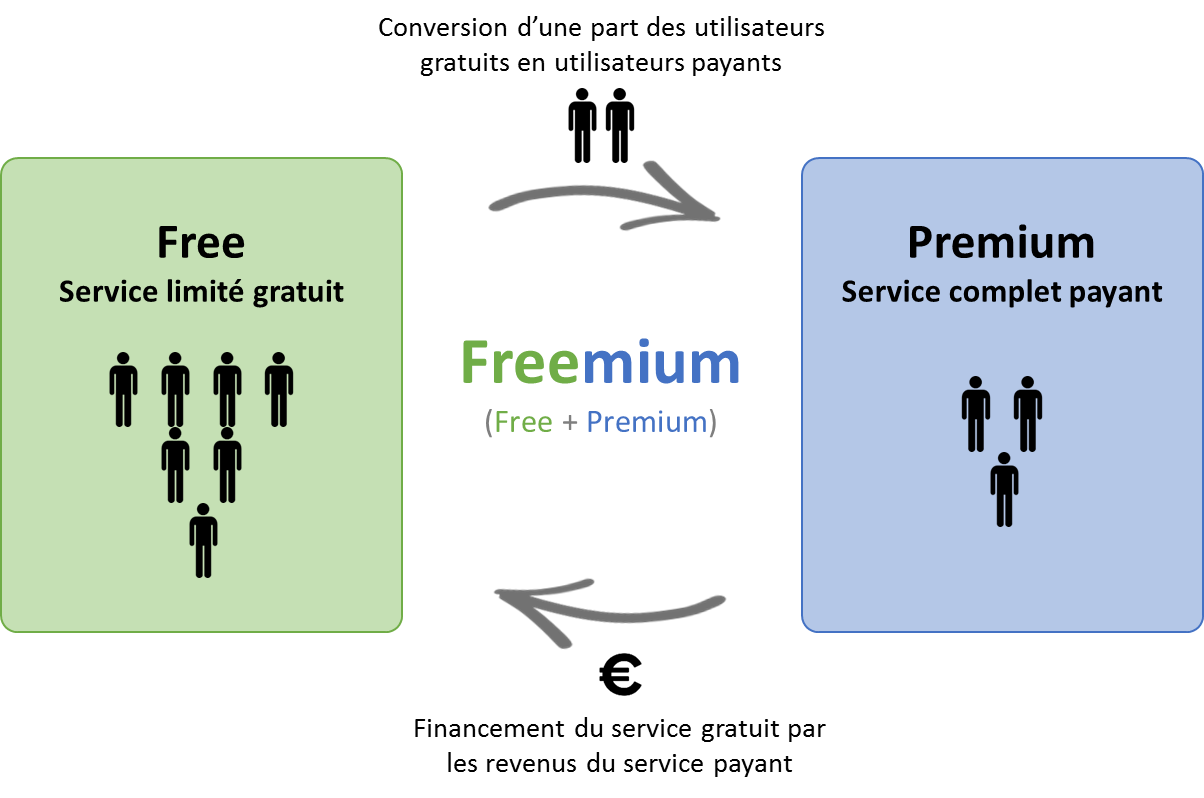 Conversion d’une part des utilisateurs
gratuits en utilisateurs payants
Free
Service limité gratuit
Premium
Service complet payant
Freemium
(Free + Premium)
€
Financement du service gratuit par
les revenus du service payant